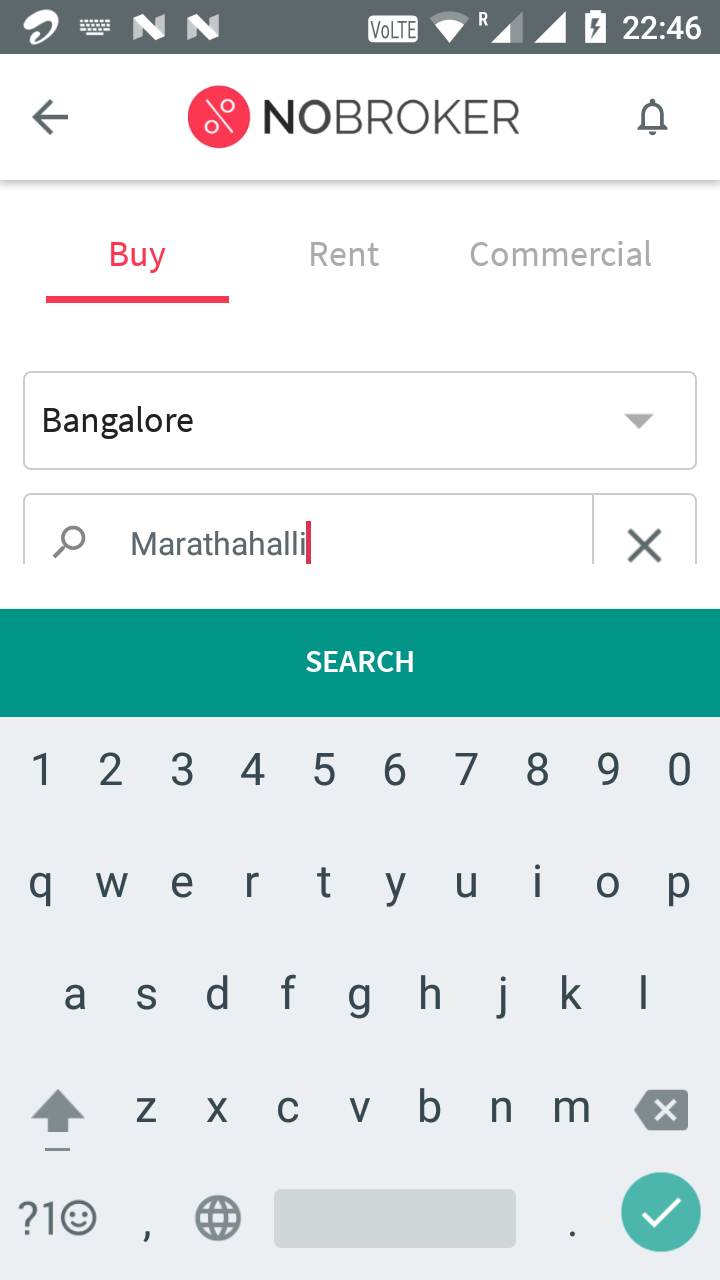 VoLTE R 22:46
NOBROKER
Buy Rent Commercial
Bangalore
Marathahalli
SEARCH
1 2 3 4 5 6 7 8 9 0
q w e r t y u i o p
a s d f g h j k l
z x c v b n m
?1☺ , .